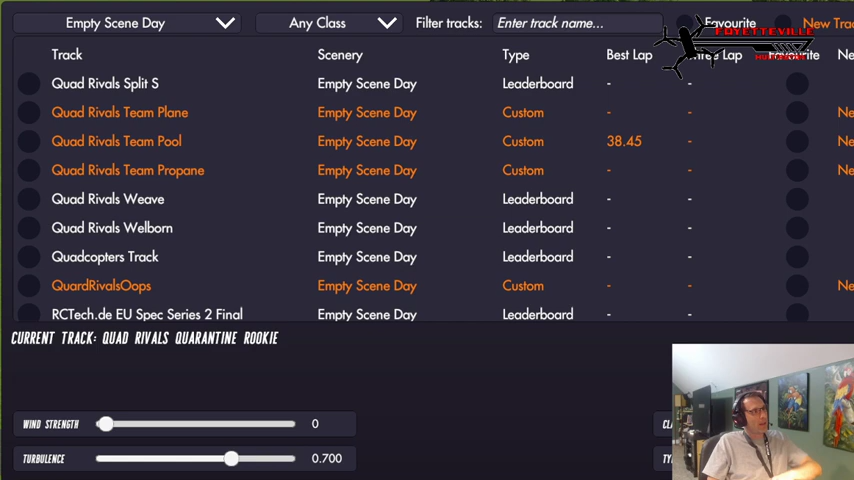 Empty Scene Day Any Class Filter tracks: Enter track name... Favourite New Trac
Track Scenery Type Best Lap Lap Favourite Ne
FAYETTEVILLE
Quad Rivals Split S Empty Scene Day Leaderboard - -
Quad Rivals Team Plane Empty Scene Day Custom - - Ne
Quad Rivals Team Pool Empty Scene Day Custom 38.45 - Ne
Quad Rivals Team Propane Empty Scene Day Custom - - Ne
Quad Rivals Weave Empty Scene Day Leaderboard - -
Quad Rivals Welborn Empty Scene Day Leaderboard - -
Quadcopters Track Empty Scene Day Leaderboard - -
QuardRivalsOops Empty Scene Day Custom - - Ne
RCTech.de EU Spec Series 2 Final Empty Scene Day Leaderboard - -
CURRENT TRACK: QUAD RIVALS QUARANTINE ROOKIE
WIND STRENGTH 0 CL
TURBULENCE 0.700 TY